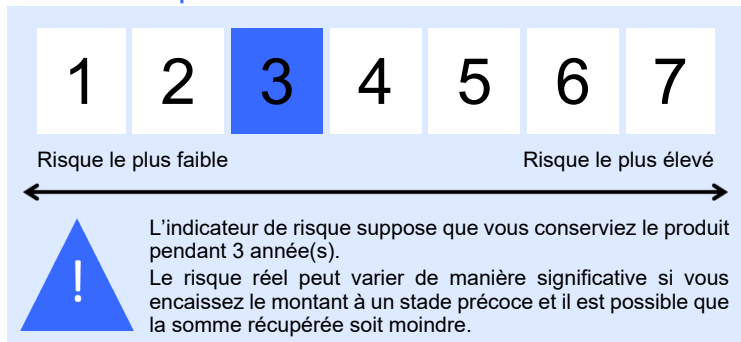 1 2 3 4 5 6 7
Risque le plus faible Risque le plus élevé
!
L'indicateur de risque suppose que vous conserviez le produit
pendant 3 année(s).
Le risque réel peut varier de manière significative si vous
encaissez le montant à un stade précoce et il est possible que
la somme récupérée soit moindre.